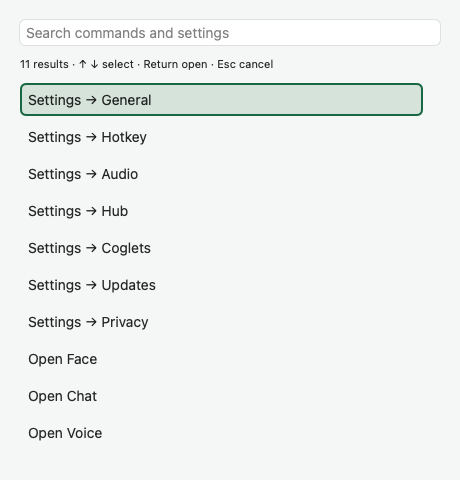 Search commands and settings
11 results · ↑ ↓ select · Return open · Esc cancel
Settings → General
Settings → Hotkey
Settings → Audio
Settings → Hub
Settings → Coglets
Settings → Updates
Settings → Privacy
Open Face
Open Chat
Open Voice